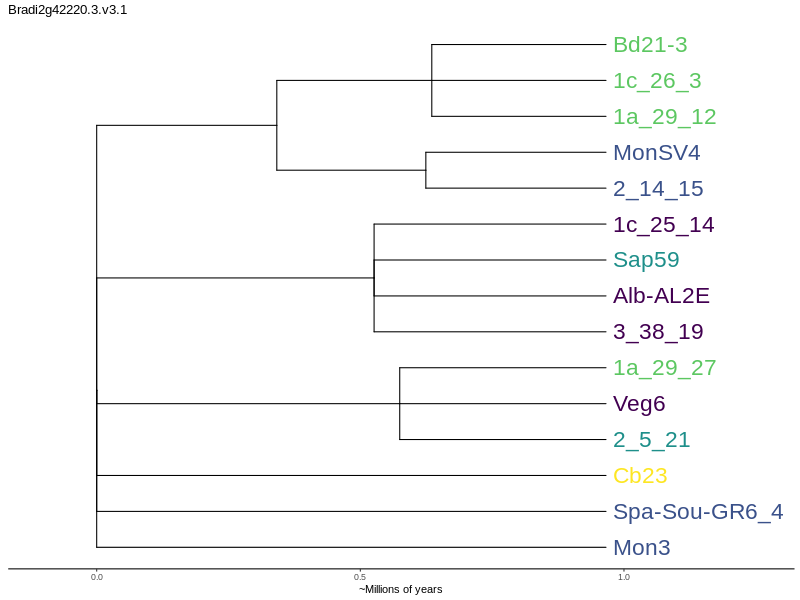 Bradi2g42220.3.v3.1
Bd21-3
1c_26_3
1a_29_12
MonSV4
2_14_15
1c_25_14
Sap59
Alb-AL2E
3_38_19
1a_29_27
Veg6
2_5_21
Cb23
Spa-Sou-GR6_4
Mon3
0.0 0.5 1.0
~Millions of years